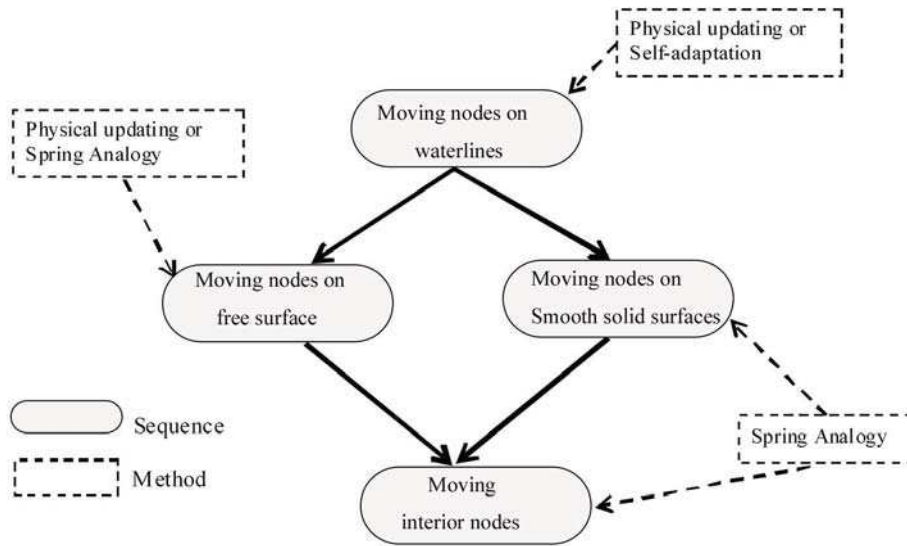 Physical updating or
Self-adaptation
Moving nodes on
waterlines
Physical updating or
Spring Analogy
Moving nodes on
free surface
Moving nodes on
Smooth solid surfaces
Sequence
Method
Spring Analogy
Moving
interior nodes